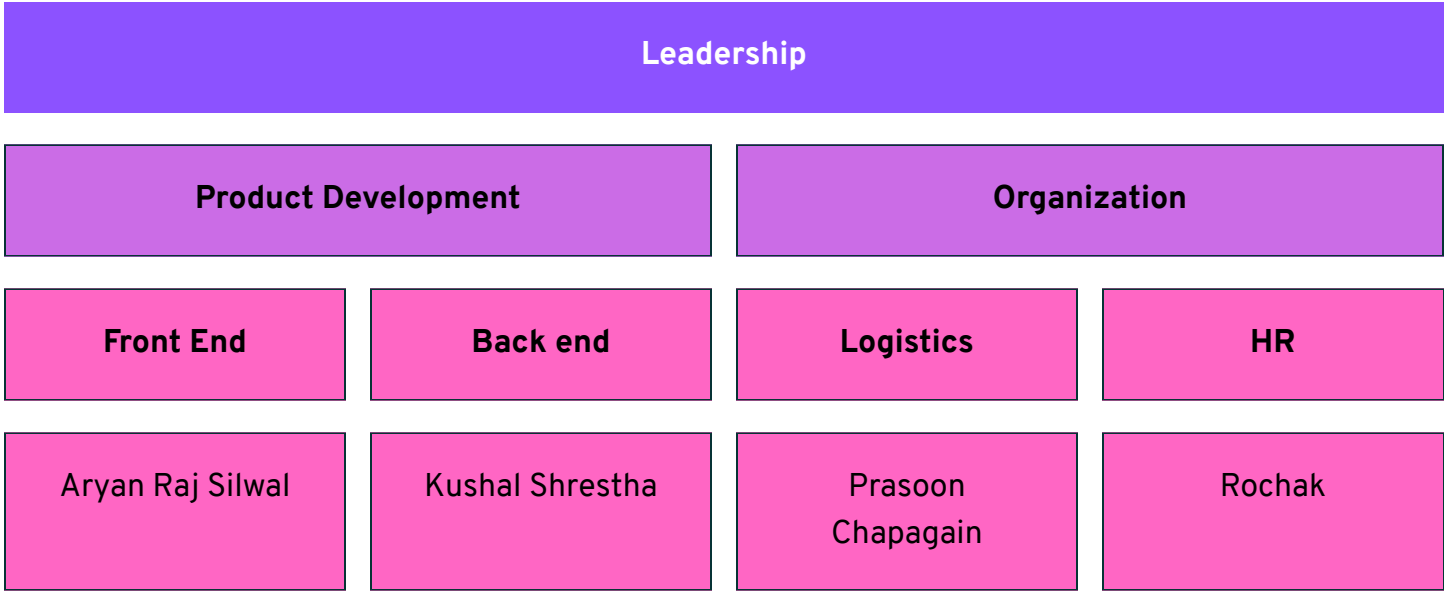 Leadership
Product Development
Organization
Front End
Back end
Logistics
HR
Aryan Raj Silwal
Kushal Shrestha
Prasoon
Chapagain
Rochak